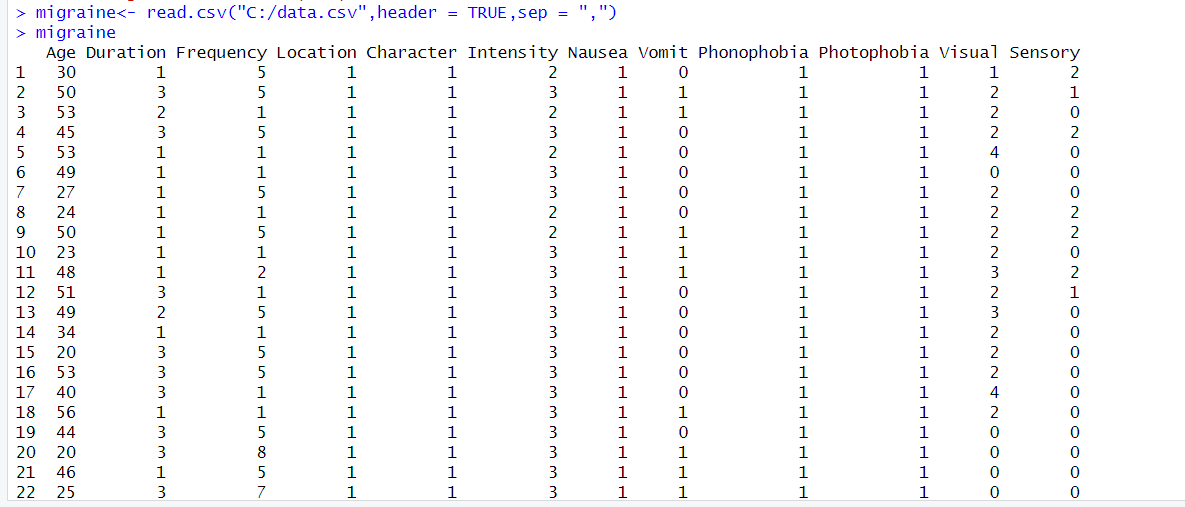 > migraine<- read.csv("C:/data.csv",header = TRUE,sep = ",")
> migraine
   Age Duration Frequency Location Character Intensity Nausea Vomit Phonophobia Photophobia Visual Sensory
1   30        1         5        1         1         2      1     0           1           1      1       2
2   50        3         5        1         1         3      1     1           1           1      2       1
3   53        2         1        1         1         2      1     1           1           1      2       0
4   45        3         5        1         1         3      1     0           1           1      2       2
5   53        1         1        1         1         2      1     0           1           1      4       0
6   49        1         1        1         1         3      1     0           1           1      0       0
7   27        1         5        1         1         3      1     0           1           1      2       0
8   24        1         1        1         1         2      1     0           1           1      2       2
9   50        1         5        1         1         2      1     1           1           1      2       2
10  23        1         1        1         1         3      1     1           1           1      2       0
11  48        1         2        1         1         3      1     1           1           1      3       2
12  51        3         1        1         1         3      1     0           1           1      2       1
13  49        2         5        1         1         3      1     0           1           1      3       0
14  34        1         1        1         1         3      1     0           1           1      2       0
15  20        3         5        1         1         3      1     0           1           1      2       0
16  53        3         5        1         1         3      1     0           1           1      2       0
17  40        3         1        1         1         3      1     0           1           1      4       0
18  56        1         1        1         1         3      1     1           1           1      2       0
19  44        3         5        1         1         3      1     0           1           1      0       0
20  20        3         8        1         1         3      1     1           1           1      0       0
21  46        1         5        1         1         3      1     1           1           1      0       0
22  25        3         7        1         1         3      1     1           1           1      0       0